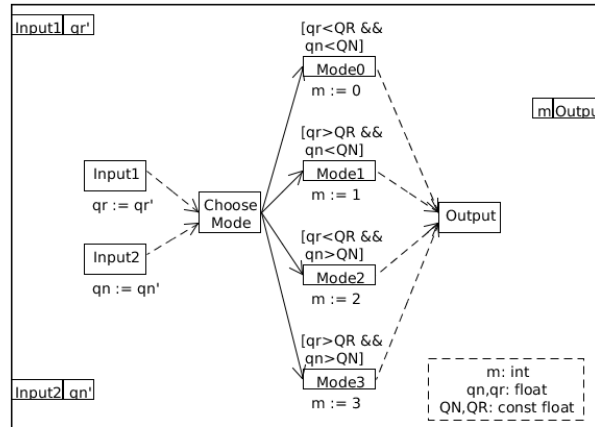 Input1 qr'
[qr<QR &&
qn<QN]
Mode0
m := 0
m Output
[qr>QR &&
qn<QN]
Mode1
m := 1
Input1
qr := qr'
Choose
Mode
Output
Input2
qn := qn'
[qr<QR &&
qn>QN]
Mode2
m := 2
[qr>QR &&
qn>QN]
Mode3
m := 3
Input2 qn'
m: int
qn,qr: float
QN,QR: const float